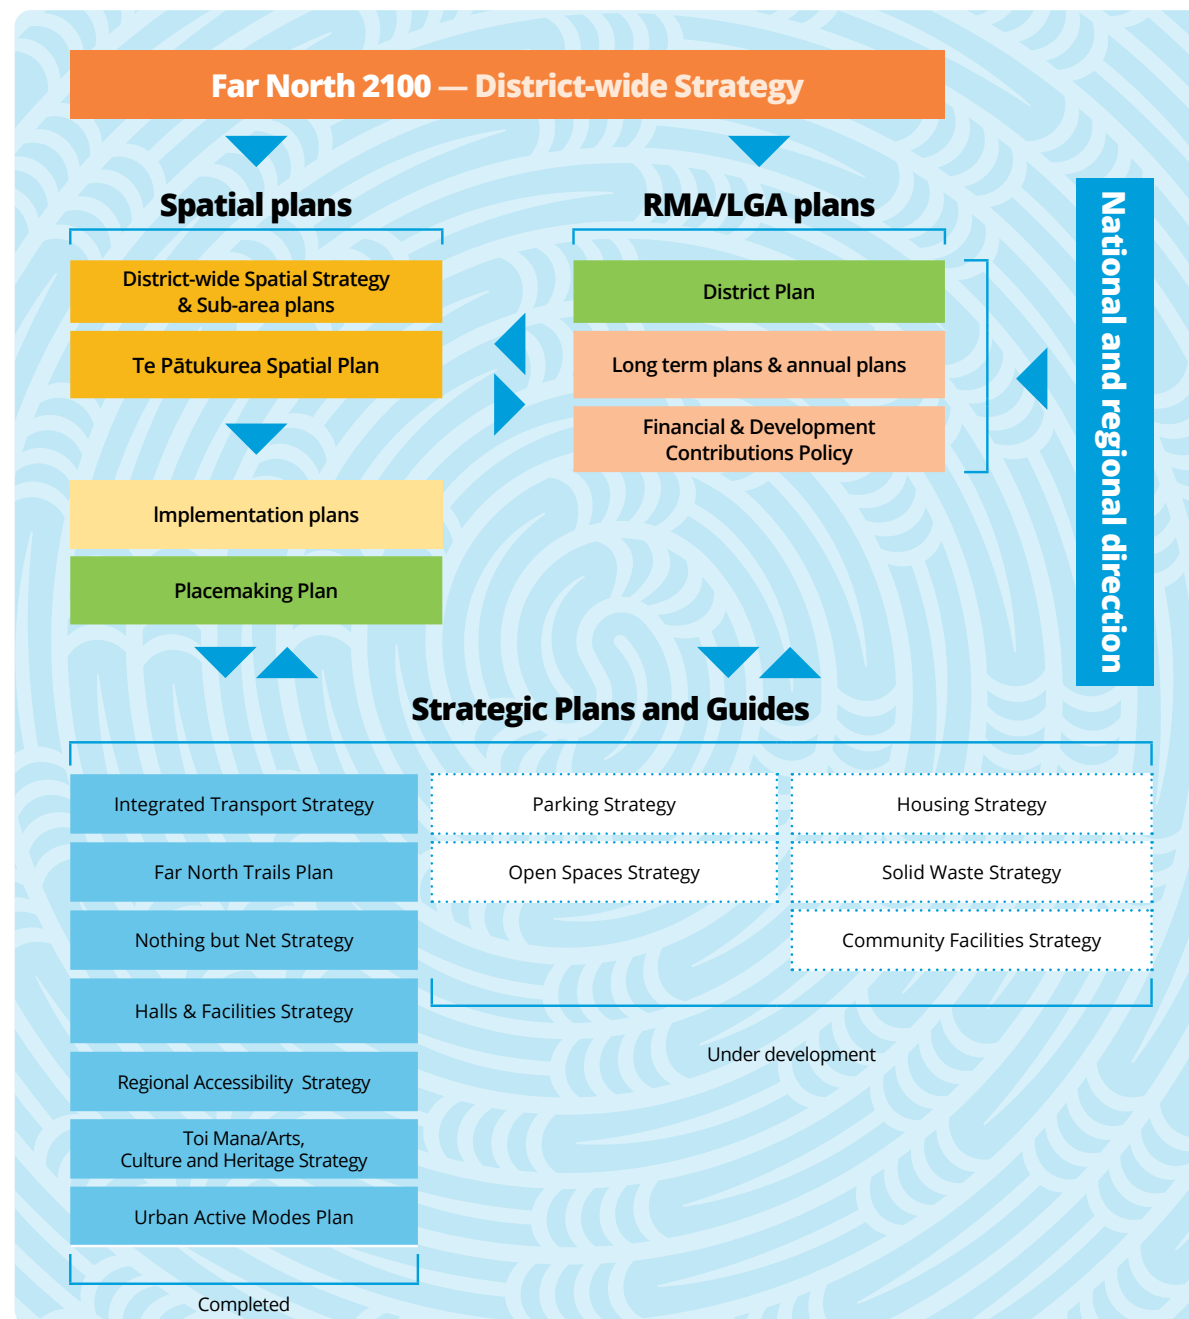 Far North 2100 — District-wide Strategy
Spatial plans
District-wide Spatial Strategy
& Sub-area plans
Te Pātukurea Spatial Plan
Implementation plans
Placemaking Plan
RMA/LGA plans
District Plan
Long term plans & annual plans
Financial & Development
Contributions Policy
National and regional direction
Strategic Plans and Guides
Integrated Transport Strategy
Far North Trails Plan
Nothing but Net Strategy
Halls & Facilities Strategy
Regional Accessibility Strategy
Toi Mana/Arts,
Culture and Heritage Strategy
Urban Active Modes Plan
Completed
Parking Strategy
Open Spaces Strategy
Housing Strategy
Solid Waste Strategy
Community Facilities Strategy
Under development